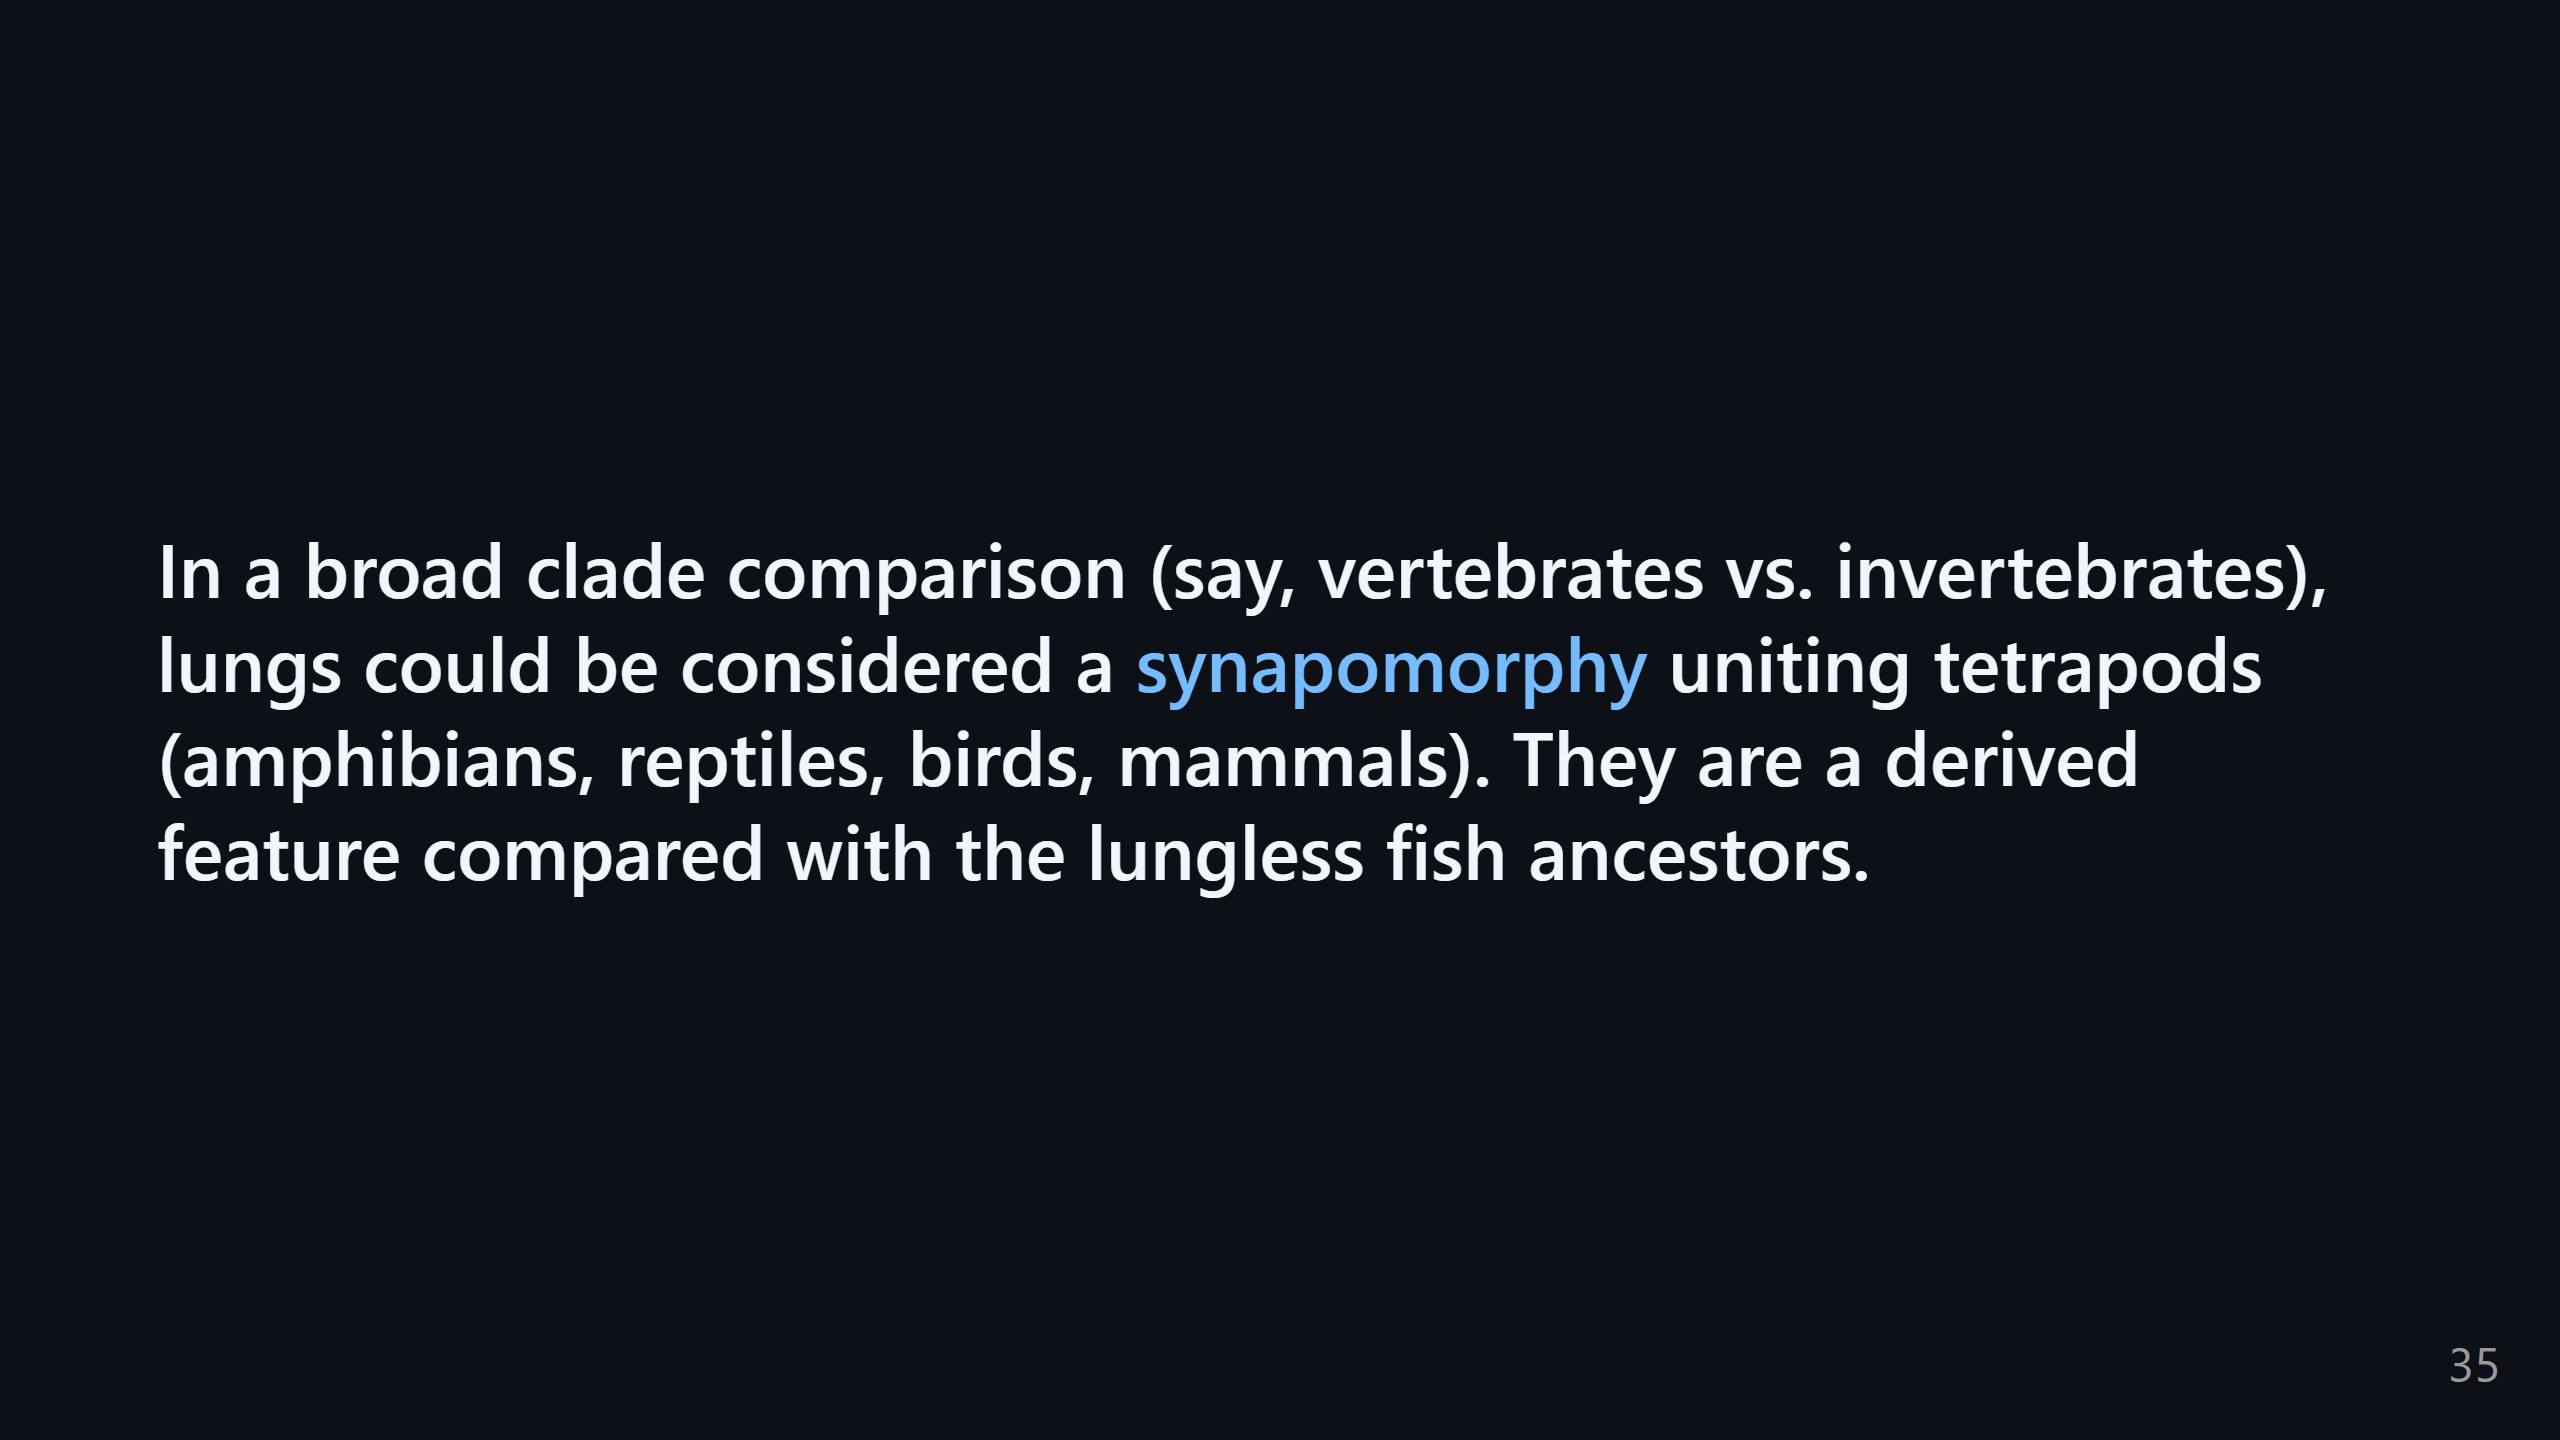 In a broad clade comparison (say, vertebrates vs. invertebrates),
lungs could be considered a synapomorphy uniting tetrapods
(amphibians, reptiles, birds, mammals). They are a derived
feature compared with the lungless fish ancestors.
35